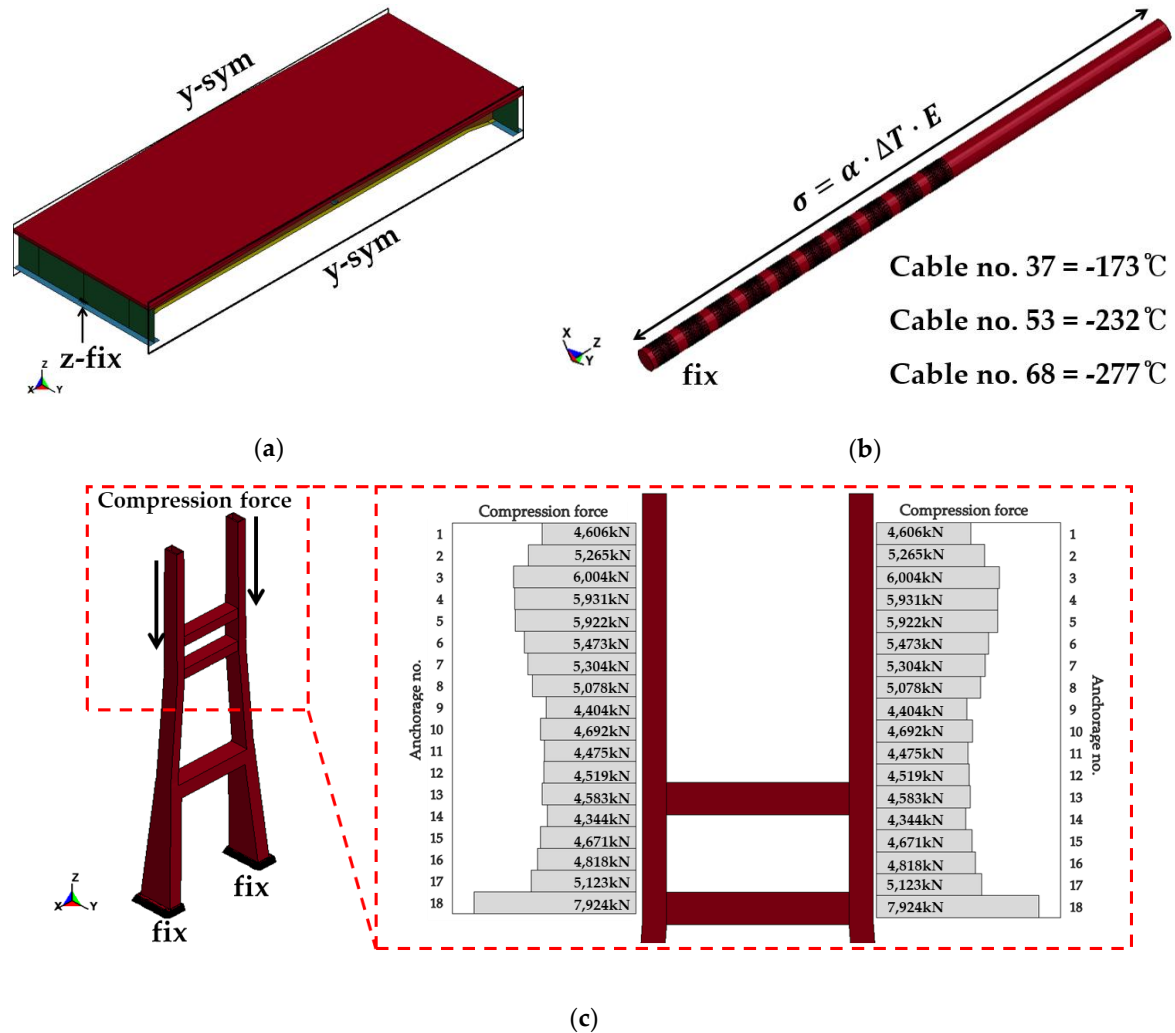 y-sym
y-sym
z-fix
Z
X
Y
(a)
σ = α · ΔT · E
Cable no. 37 = -173℃
Cable no. 53 = -232℃
Cable no. 68 = -277℃
fix
X
Z
Y
(b)
Compression force
fix
fix
Z
X
Y
Compression force
Anchorage no.
1
4,606kN
2
5,265kN
3
6,004kN
4
5,931kN
5
5,922kN
6
5,473kN
7
5,304kN
8
5,078kN
9
4,404kN
10
4,692kN
11
4,475kN
12
4,519kN
13
4,583kN
14
4,344kN
15
4,671kN
16
4,818kN
17
5,123kN
18
7,924kN
Compression force
4,606kN
1
5,265kN
2
6,004kN
3
5,931kN
4
5,922kN
5
5,473kN
6
5,304kN
7
5,078kN
8
4,404kN
9
4,692kN
10
4,475kN
11
4,519kN
12
4,583kN
13
4,344kN
14
4,671kN
15
4,818kN
16
5,123kN
17
7,924kN
18
Anchorage no.
(c)